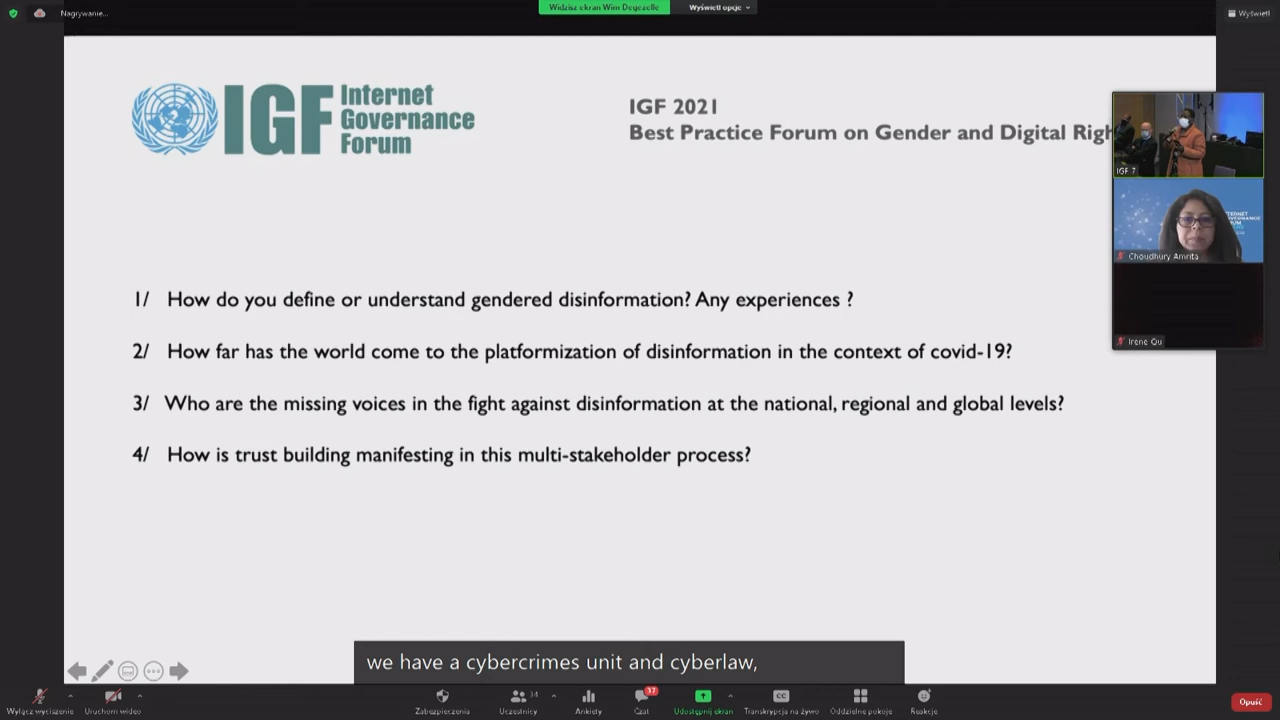 Nagrywanie...
Widzisz ekran Wim Degezelle
Wyświetl opcje
Wyświetl
IGF Internet
Governance
Forum
IGF 2021
Best Practice Forum on Gender and Digital Righ
IGF 7
Choudhury Amrita
Irene Qu
1/ How do you define or understand gendered disinformation? Any experiences ?
2/ How far has the world come to the platformization of disinformation in the context of covid-19?
3/ Who are the missing voices in the fight against disinformation at the national, regional and global levels?
4/ How is trust building manifesting in this multi-stakeholder process?
we have a cybercrimes unit and cyberlaw,
Wyłącz wyciszenie
Uruchom wideo
Zabezpieczenia
Uczestnicy
Ankiety
37
Czat
Udostępnij ekran
CC
Transkrypcja na żywo
Oddzielne pokoje
Reakcje
Opuść